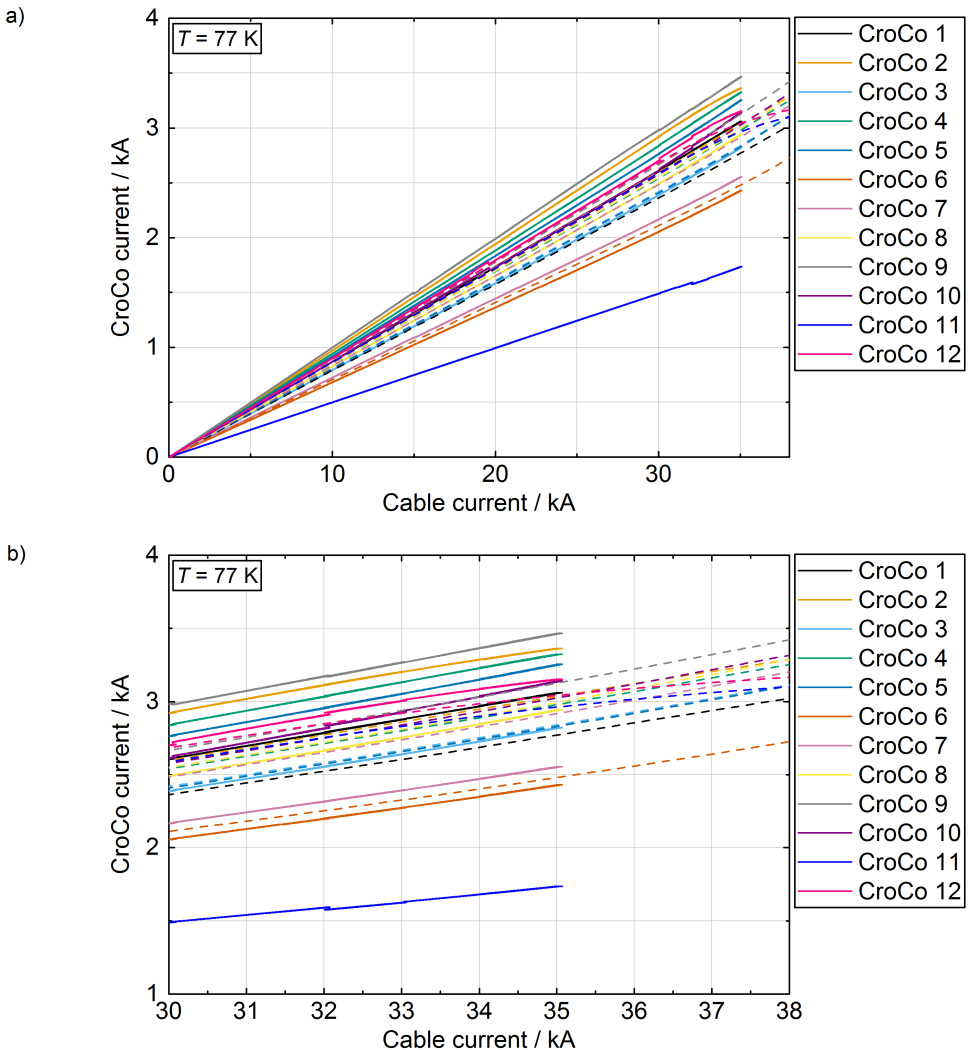 a)
T = 77 K
4
3
2
1
0
CroCo current / kA
0
10
20
30
Cable current / kA
CroCo 1
CroCo 2
CroCo 3
CroCo 4
CroCo 5
CroCo 6
CroCo 7
CroCo 8
CroCo 9
CroCo 10
CroCo 11
CroCo 12
b)
T = 77 K
4
3
2
1
CroCo current / kA
30
31
32
33
34
35
36
37
38
Cable current / kA
CroCo 1
CroCo 2
CroCo 3
CroCo 4
CroCo 5
CroCo 6
CroCo 7
CroCo 8
CroCo 9
CroCo 10
CroCo 11
CroCo 12